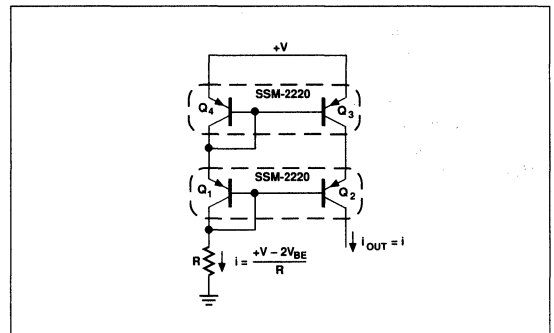 +V
SSM-2220
Q4
Q3
SSM-2220
Q1
Q2
iOUT = i
R
i = +V – 2VBE
R